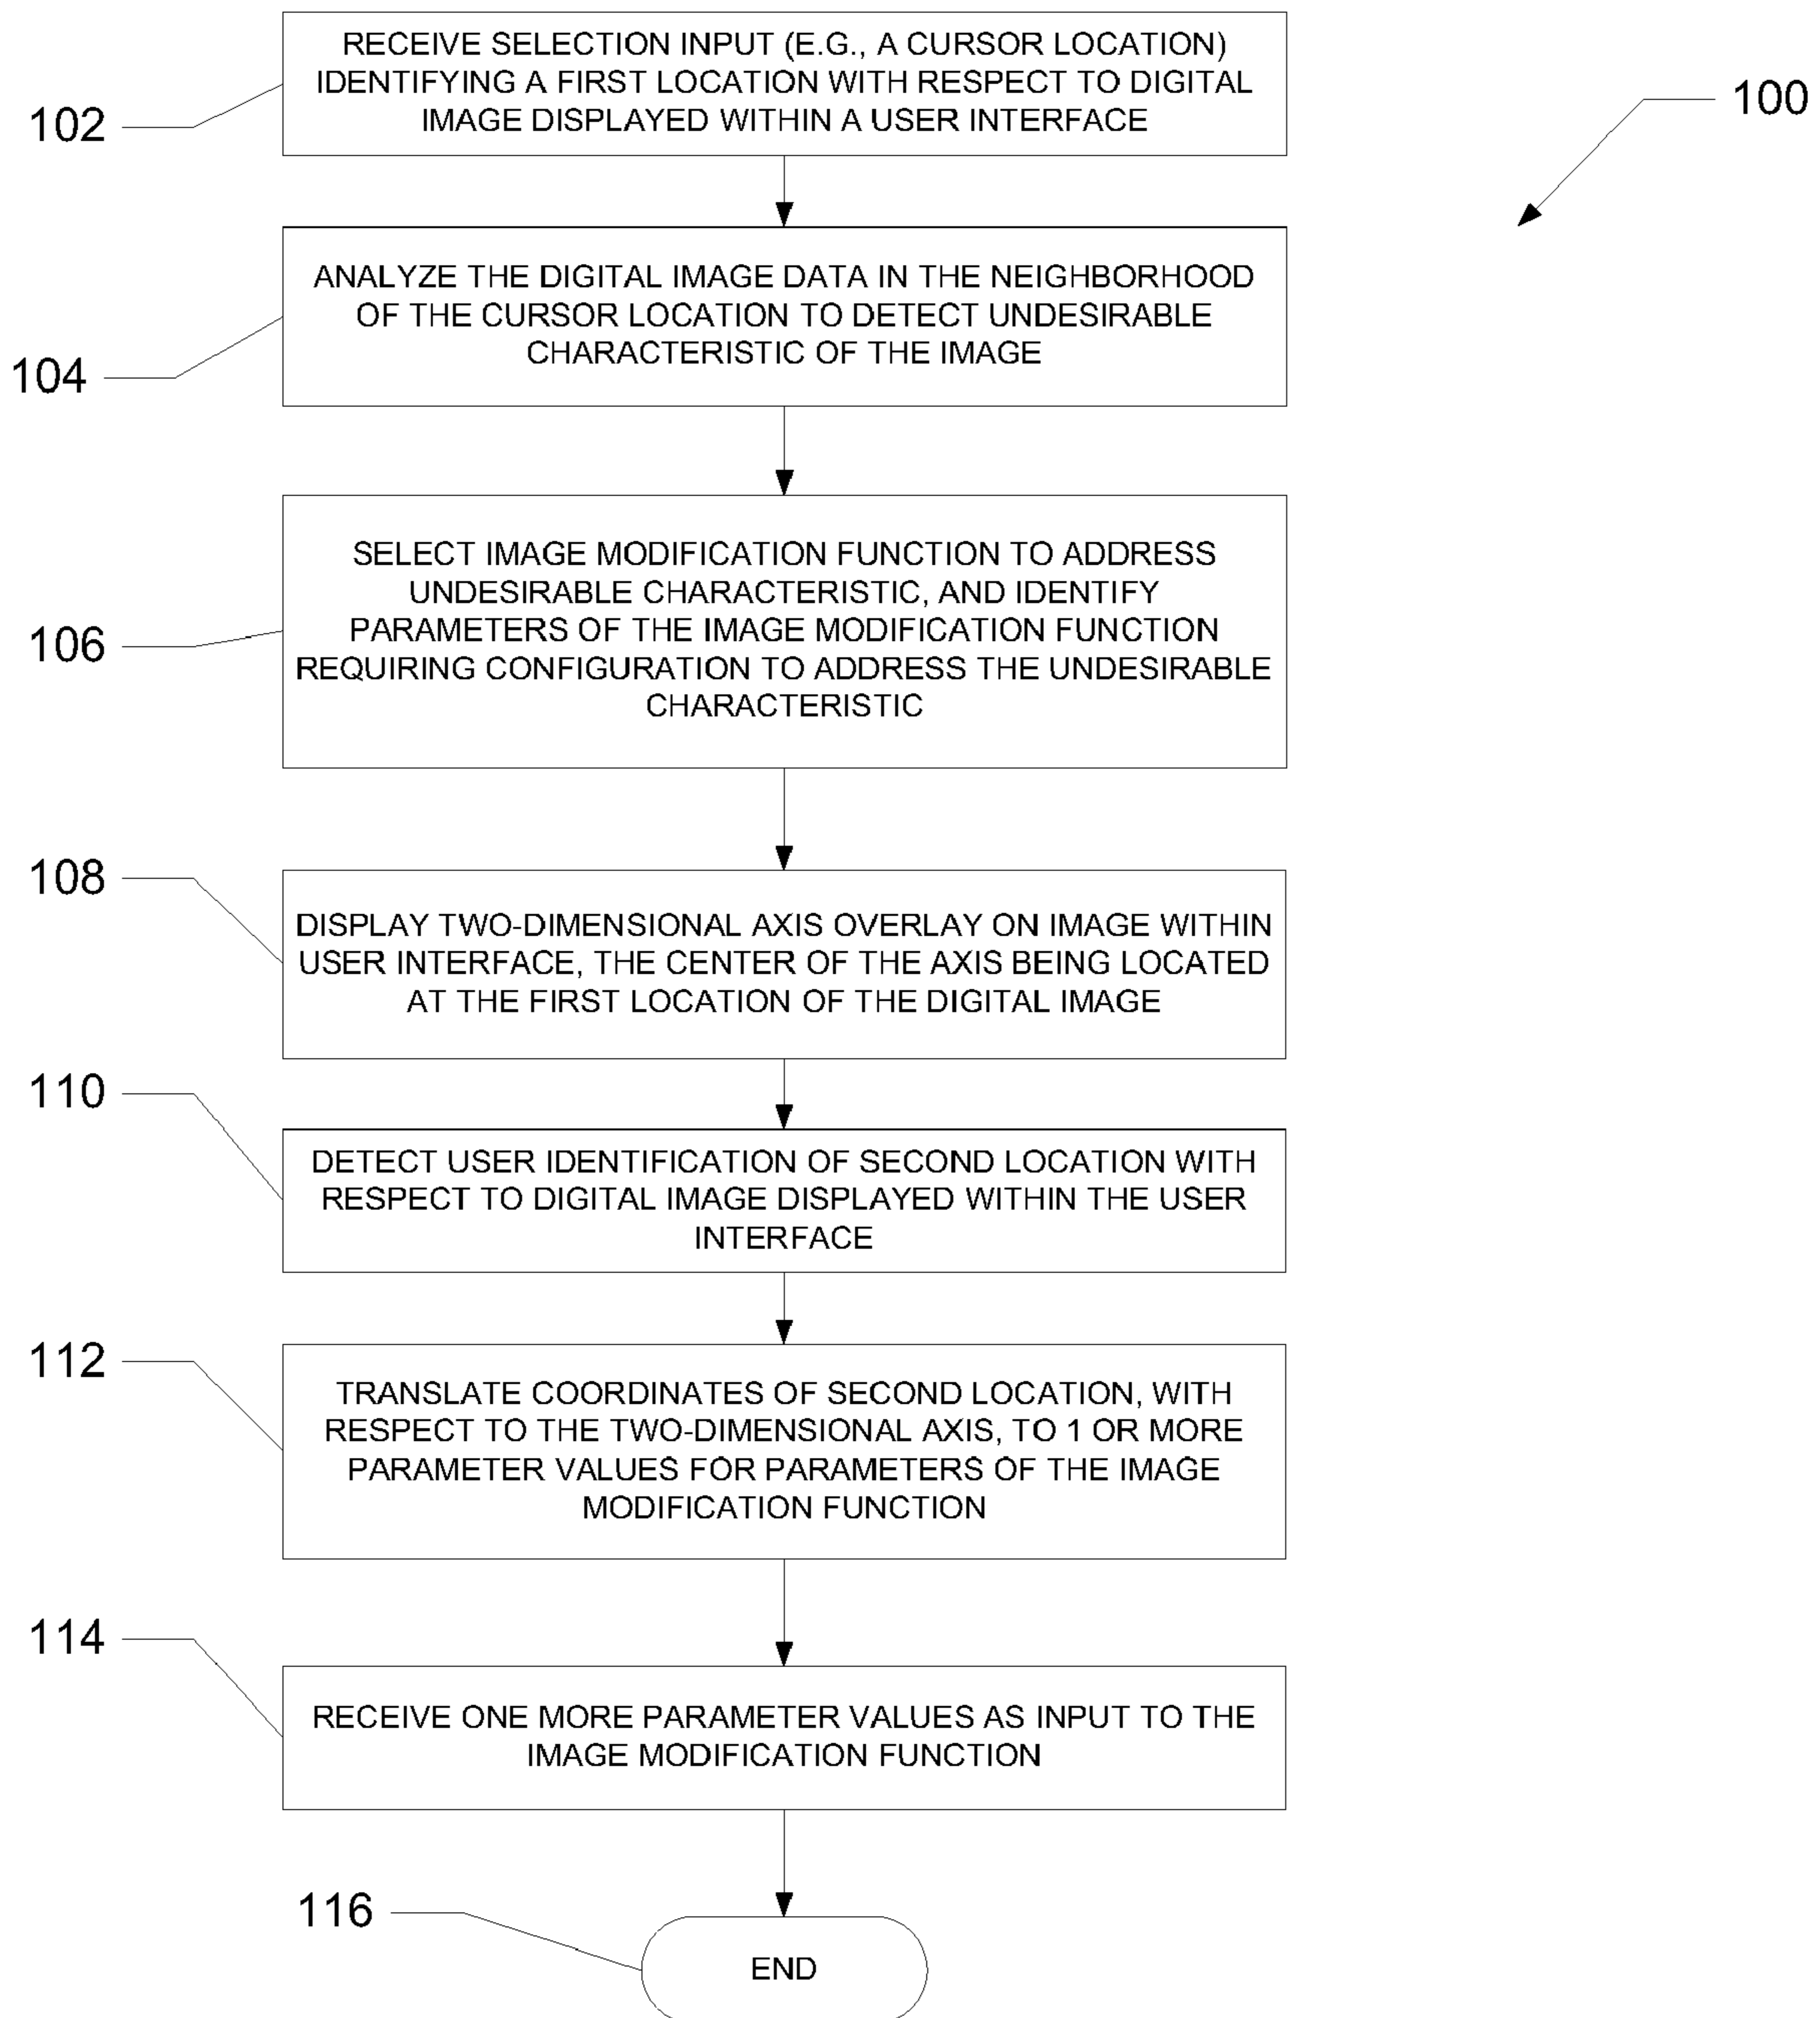 RECEIVE SELECTION INPUT (E.G., A CURSOR LOCATION)
IDENTIFYING A FIRST LOCATION WITH RESPECT TO DIGITAL
IMAGE DISPLAYED WITHIN A USER INTERFACE
102
100
ANALYZE THE DIGITAL IMAGE DATA IN THE NEIGHBORHOOD
OF THE CURSOR LOCATION TO DETECT UNDESIRABLE
CHARACTERISTIC OF THE IMAGE
104
SELECT IMAGE MODIFICATION FUNCTION TO ADDRESS
UNDESIRABLE CHARACTERISTIC, AND IDENTIFY
PARAMETERS OF THE IMAGE MODIFICATION FUNCTION
REQUIRING CONFIGURATION TO ADDRESS THE UNDESIRABLE
CHARACTERISTIC
106
108
DISPLAY TWO-DIMENSIONAL AXIS OVERLAY ON IMAGE WITHIN
USER INTERFACE, THE CENTER OF THE AXIS BEING LOCATED
AT THE FIRST LOCATION OF THE DIGITAL IMAGE
110
DETECT USER IDENTIFICATION OF SECOND LOCATION WITH
RESPECT TO DIGITAL IMAGE DISPLAYED WITHIN THE USER
INTERFACE
112
TRANSLATE COORDINATES OF SECOND LOCATION, WITH
RESPECT TO THE TWO-DIMENSIONAL AXIS, TO 1 OR MORE
PARAMETER VALUES FOR PARAMETERS OF THE IMAGE
MODIFICATION FUNCTION
114
RECEIVE ONE MORE PARAMETER VALUES AS INPUT TO THE
IMAGE MODIFICATION FUNCTION
116
END